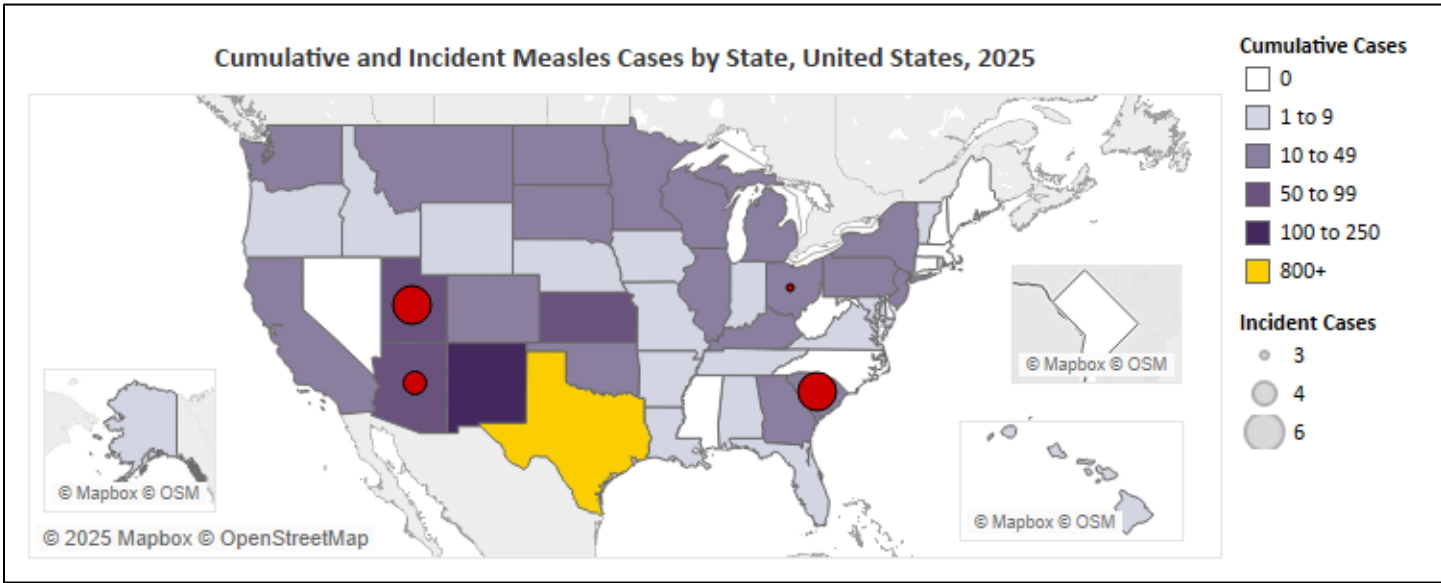 Cumulative and Incident Measles Cases by State, United States, 2025
Cumulative Cases
0
1 to 9
10 to 49
50 to 99
100 to 250
800+
Incident Cases
3
4
6
© Mapbox © OSM
© Mapbox © OSM
© Mapbox © OSM
© 2025 Mapbox © OpenStreetMap